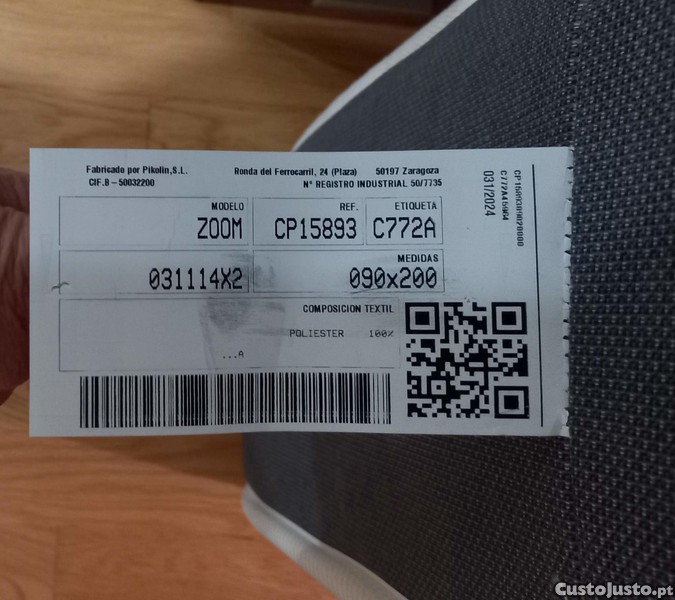 Fabricado por Pikolin,S.L. Ronda del Ferrocarril, 24 (Plaza) 50197 Zaragoza
CIF.B-50032200 Nº REGISTRO INDUSTRIAL 50/7735
MODELO REF. ETIQUETA
ZOOM CP15893 C772A
MEDIDAS
031114X2 090x200
COMPOSICION TEXTIL
POLIESTER 100%
...A
031/2024
CustoJusto.pt